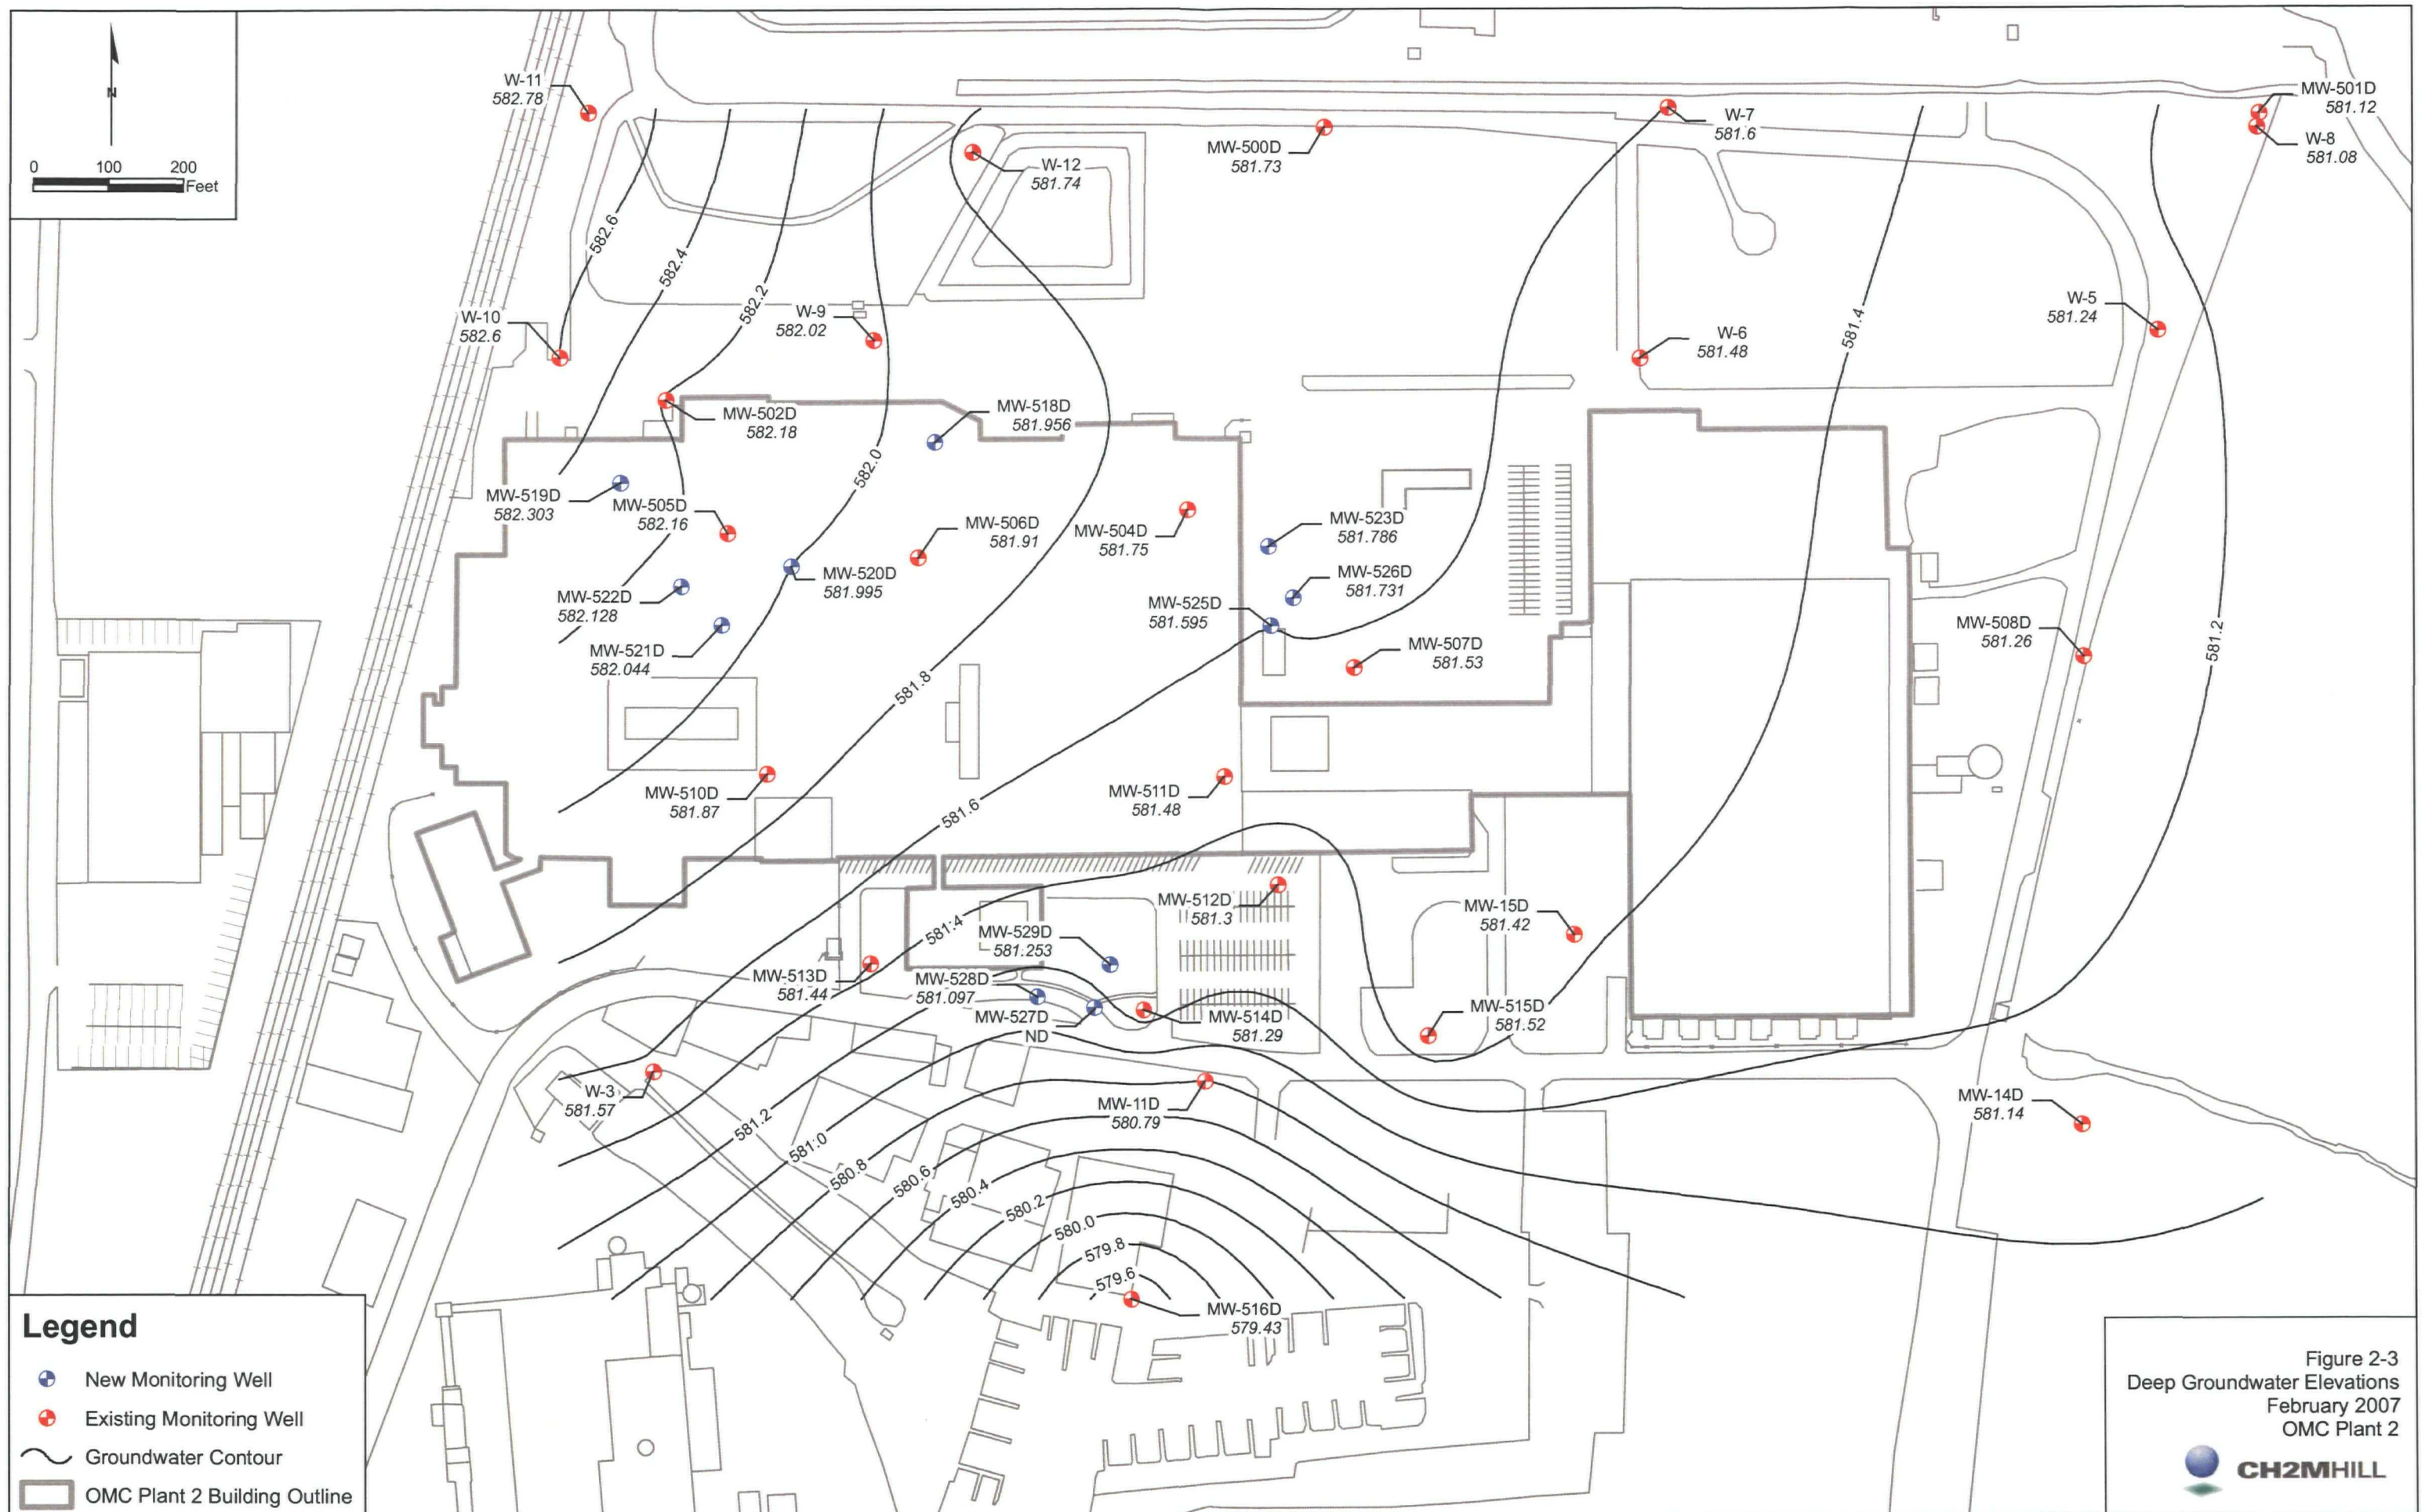 N
0 100 200
Feet
W-11
582.78
W-12
581.74
MW-500D
581.73
W-7
581.6
MW-501D
581.12
W-8
581.08
582.6
582.4
582.2
W-10
582.6
W-9
582.02
W-6
581.48
W-5
581.24
581.4
MW-502D
582.18
MW-518D
581.956
582.0
MW-519D
582.303
MW-505D
582.16
MW-506D
581.91
MW-504D
581.75
MW-523D
581.786
MW-520D
581.995
MW-526D
581.731
MW-522D
582.128
MW-525D
581.595
MW-521D
582.044
MW-507D
581.53
MW-508D
581.26
581.2
581.8
MW-510D
581.87
581.6
MW-511D
581.48
MW-512D
581.3
MW-15D
581.42
581.4
MW-529D
581.253
MW-513D
581.44
MW-528D
581.097
MW-527D
ND
MW-514D
581.29
MW-515D
581.52
W-3
581.57
MW-11D
580.79
MW-14D
581.14
581.2
581.0
580.8
580.6
580.4
580.2
580.0
579.8
579.6
MW-516D
579.43
Legend
New Monitoring Well
Existing Monitoring Well
Groundwater Contour
OMC Plant 2 Building Outline
Figure 2-3
Deep Groundwater Elevations
February 2007
OMC Plant 2
CH2MHILL